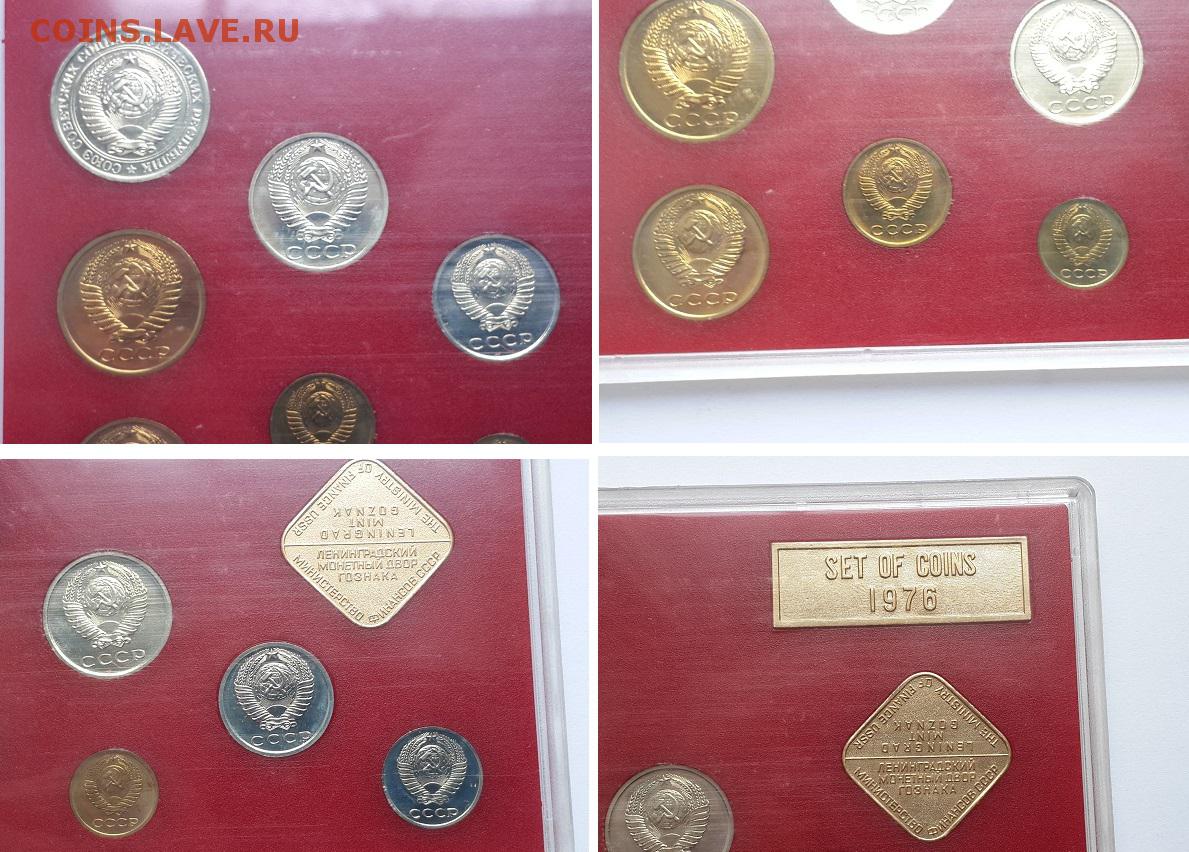 COINS.LAVE.RU
СОЮЗ СОВЕТСКИХ СОЦИАЛИСТИЧЕСКИХ РЕСПУБЛИК
СССР
СССР
СССР
СССР
СССР
СССР
СССР
СССР
СССР
THE MINISTRY OF FINANCE USSR
LENINGRAD
MINT
GOZNAK
ЛЕНИНГРАДСКИЙ
МОНЕТНЫЙ ДВОР
ГОЗНАКА
МИНИСТЕРСТВО ФИНАНСОВ СССР
СССР
СССР
СССР
СССР
SET OF COINS
1976
THE MINISTRY OF FINANCE USSR
LENINGRAD
MINT
GOZNAK
ЛЕНИНГРАДСКИЙ
МОНЕТНЫЙ ДВОР
ГОЗНАКА
МИНИСТЕРСТВО ФИНАНСОВ СССР